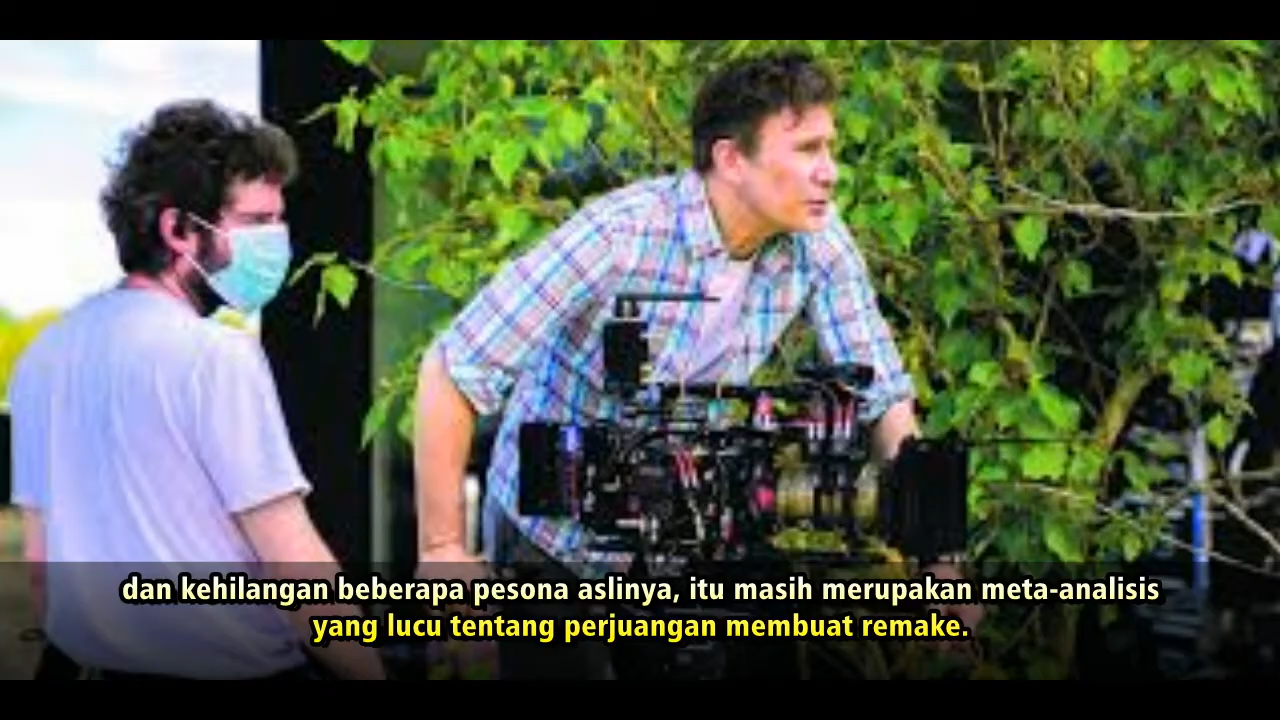 dan kehilangan beberapa pesona aslinya, itu masih merupakan meta-analisis
yang lucu tentang perjuangan membuat remake.